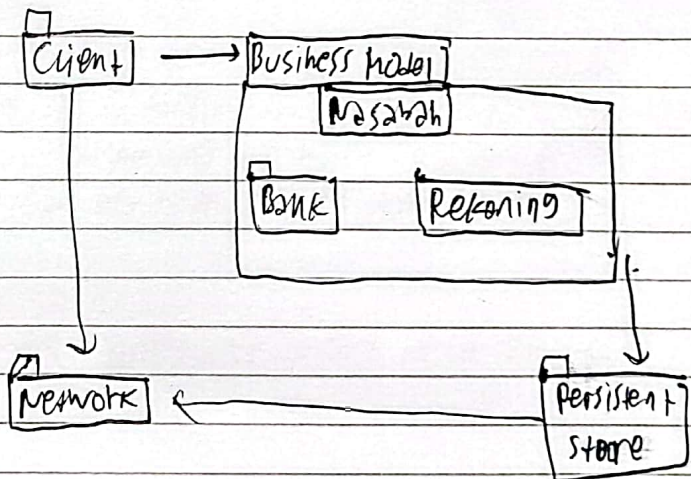 Client
Business Model
Nasabah
Bank
Rekening
Network
Persistent
Store